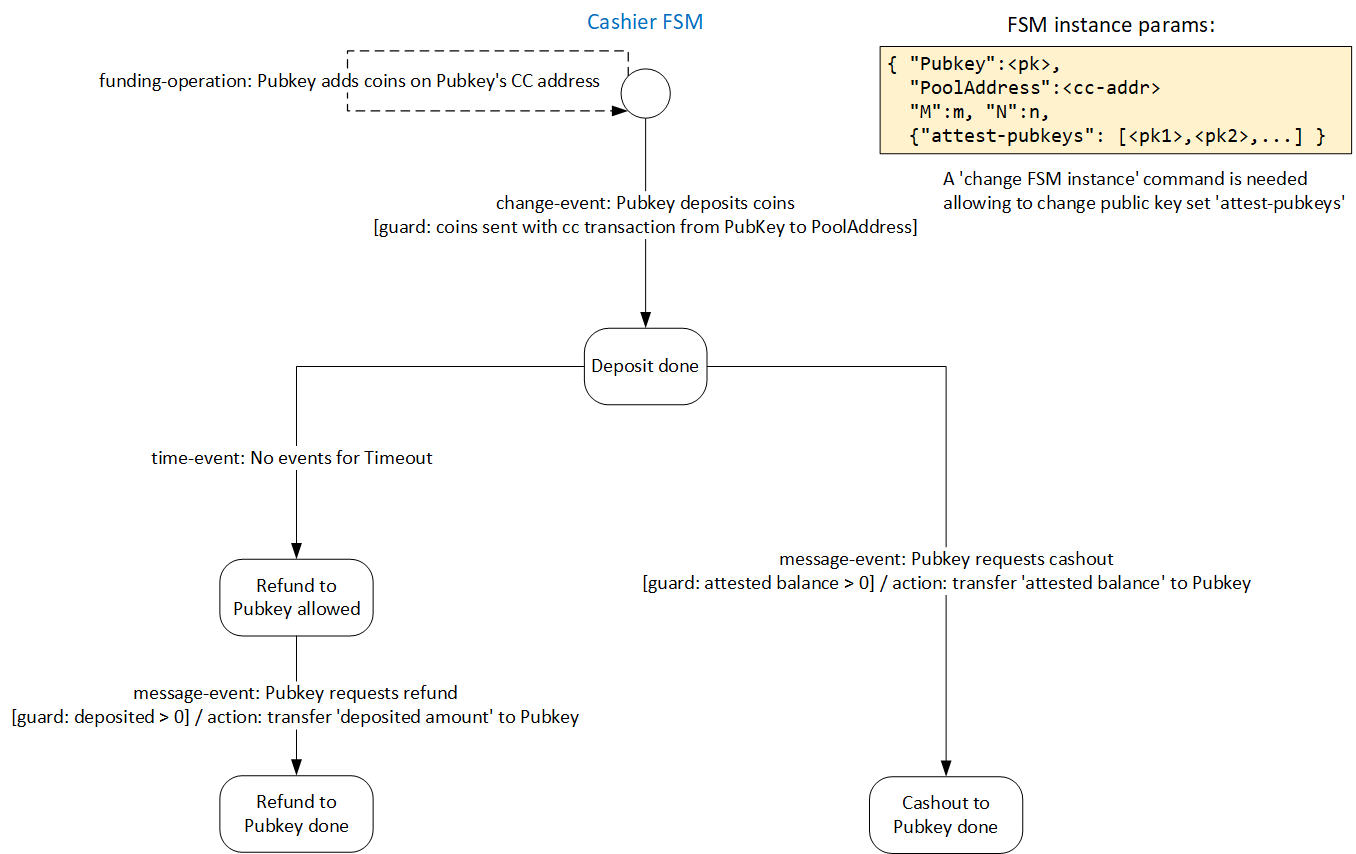 Cashier FSM
FSM instance params:
funding-operation: Pubkey adds coins on Pubkey's CC address
{ "Pubkey":<pk>,
"PoolAddress":<cc-addr>
"M":m, "N":n,
{"attest-pubkeys": [<pk1>,<pk2>,...] }
A 'change FSM instance' command is needed
allowing to change public key set 'attest-pubkeys'
change-event: Pubkey deposits coins
[guard: coins sent with cc transaction from PubKey to PoolAddress]
Deposit done
time-event: No events for Timeout
message-event: Pubkey requests cashout
[guard: attested balance > 0] / action: transfer 'attested balance' to Pubkey
Refund to
Pubkey allowed
message-event: Pubkey requests refund
[guard: deposited > 0] / action: transfer 'deposited amount' to Pubkey
Refund to
Pubkey done
Cashout to
Pubkey done